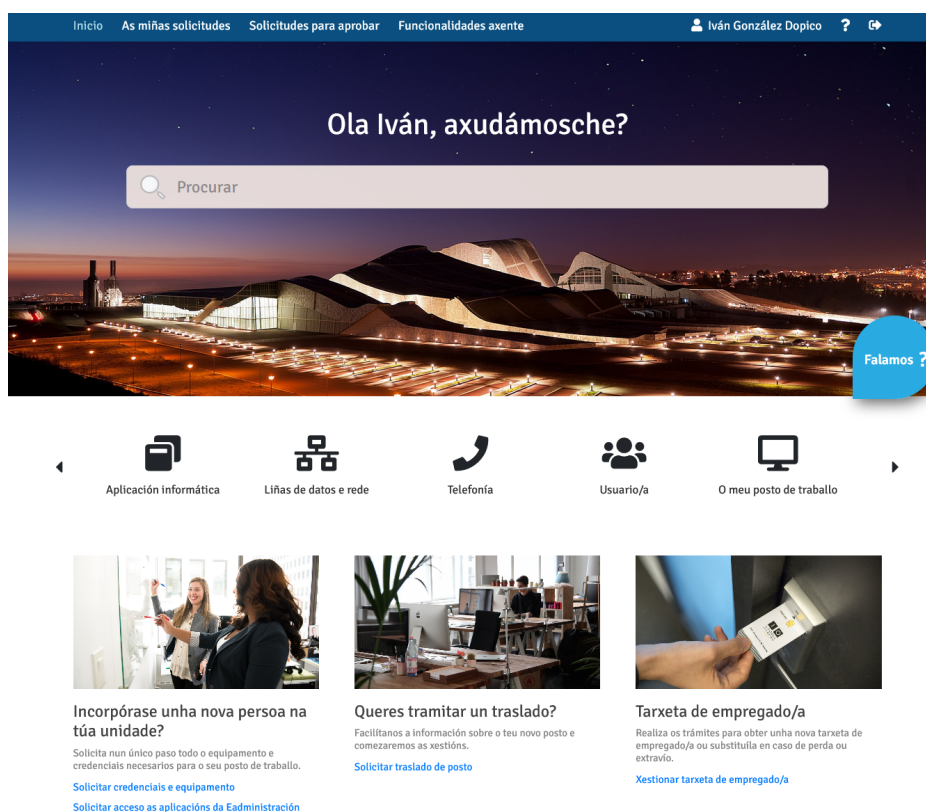 Inicio As miñas solicitudes Solicitudes para aprobar Funcionalidades axente Iván González Dopico ?
Ola Iván, axudámosche?
Procurar
Falamos ?
Aplicación informática Liñas de datos e rede Telefonía Usuario/a O meu posto de traballo
Incorpórase unha nova persoa na
túa unidade?
Solicita nun único paso todo o equipamento e
credenciais necesarios para o seu posto de traballo.
Solicitar credenciais e equipamento
Solicitar acceso as aplicacións da Eadministración
Queres tramitar un traslado?
Facilítanos a información sobre o teu novo posto e
comezaremos as xestións.
Solicitar traslado de posto
Tarxeta de empregado/a
Realiza os trámites para obter unha nova tarxeta de
empregado/a ou substituíla en caso de perda ou
extravío.
Xestionar tarxeta de empregado/a